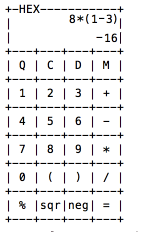 +-HEX-----------+
8*(1-3)
-16|
+---+---+---+---+
| Q | C | D | M |
+---+---+---+---+
| 1 | 2 | 3 | + |
+---+---+---+---+
| 4 | 5 | 6 | - |
+---+---+---+---+
| 7 | 8 | 9 | * |
+---+---+---+---+
| 0 | ( | ) | / |
+---+---+---+---+
| % |sqr|neg| = |
+---+---+---+---+